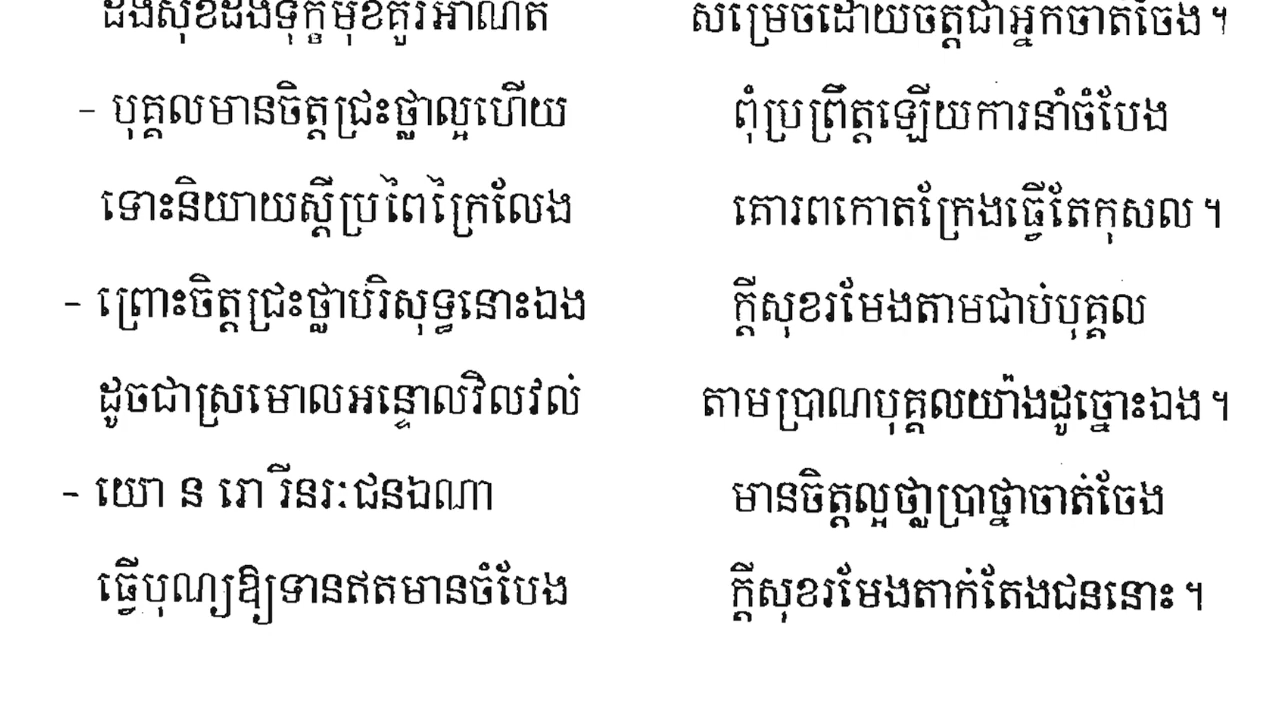 ដឹងសុខដឹងទុក្ខមុខគួរអាណិត សម្រេចដោយចិត្តជាអ្នកចាត់ចែង ។
- បុគ្គលមានចិត្តជ្រះថ្លាល្អហើយ ពុំប្រព្រឹត្តឡើយការនាំចំបែង
ទោះនិយាយស្ដីប្រពៃក្រៃលែង គោរពកោតក្រែងធ្វើតែកុសល ។
- ព្រោះចិត្តជ្រះថ្លាបរិសុទ្ធនោះឯង ក្ដីសុខរមែងតាមជាប់បុគ្គល
ដូចជាស្រមោលអន្ទោលវិលវល់ តាមប្រាណបុគ្គលយ៉ាងដូច្នោះឯង ។
- យោ ន រោ រីនរៈជនឯណា មានចិត្តល្អថ្លាប្រាថ្នាចាត់ចែង
ធ្វើបុណ្យឱ្យទានឥតមានចំបែង ក្ដីសុខរមែងតាក់តែងជននោះ ។